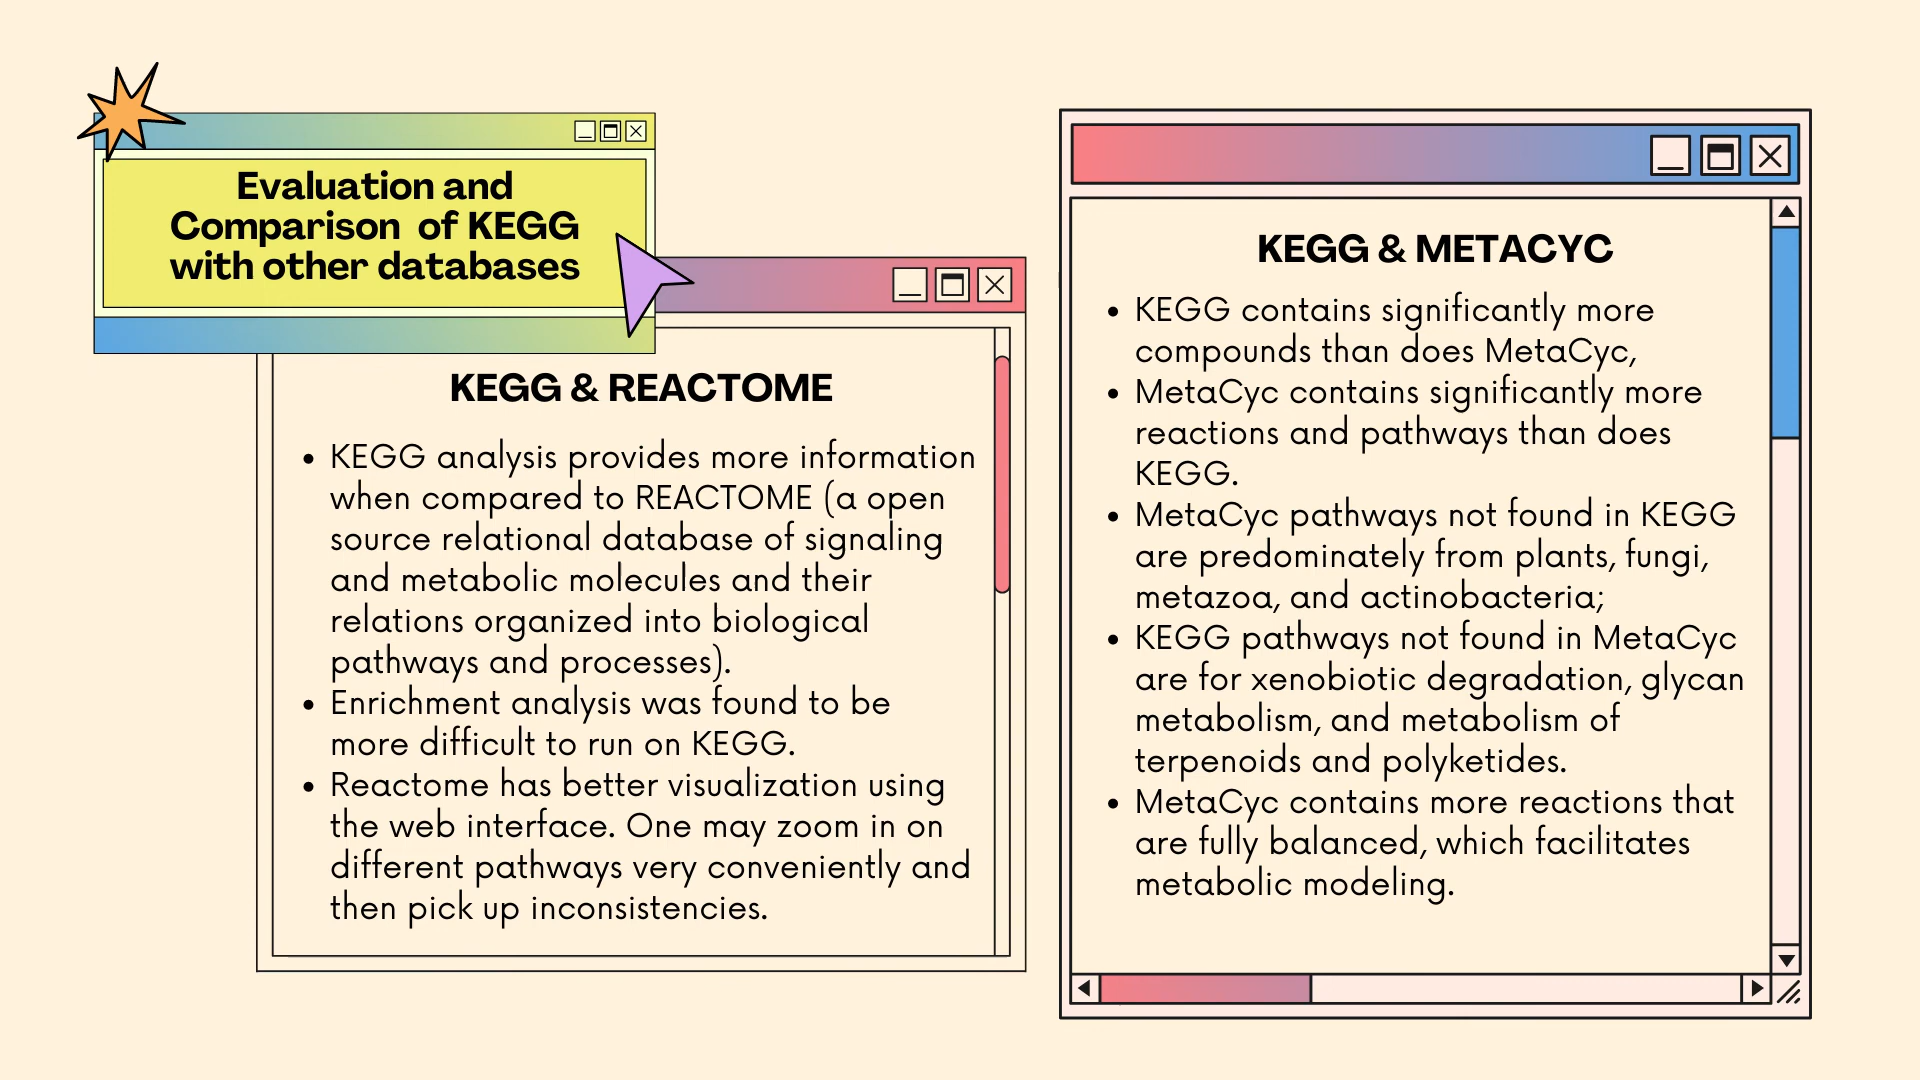 Evaluation and
Comparison of KEGG
with other databases
KEGG & REACTOME
• KEGG analysis provides more information
when compared to REACTOME (a open
source relational database of signaling
and metabolic molecules and their
relations organized into biological
pathways and processes).
• Enrichment analysis was found to be
more difficult to run on KEGG.
• Reactome has better visualization using
the web interface. One may zoom in on
different pathways very conveniently and
then pick up inconsistencies.
KEGG & METACYC
• KEGG contains significantly more
compounds than does MetaCyc,
• MetaCyc contains significantly more
reactions and pathways than does
KEGG.
• MetaCyc pathways not found in KEGG
are predominately from plants, fungi,
metazoa, and actinobacteria;
• KEGG pathways not found in MetaCyc
are for xenobiotic degradation, glycan
metabolism, and metabolism of
terpenoids and polyketides.
• MetaCyc contains more reactions that
are fully balanced, which facilitates
metabolic modeling.